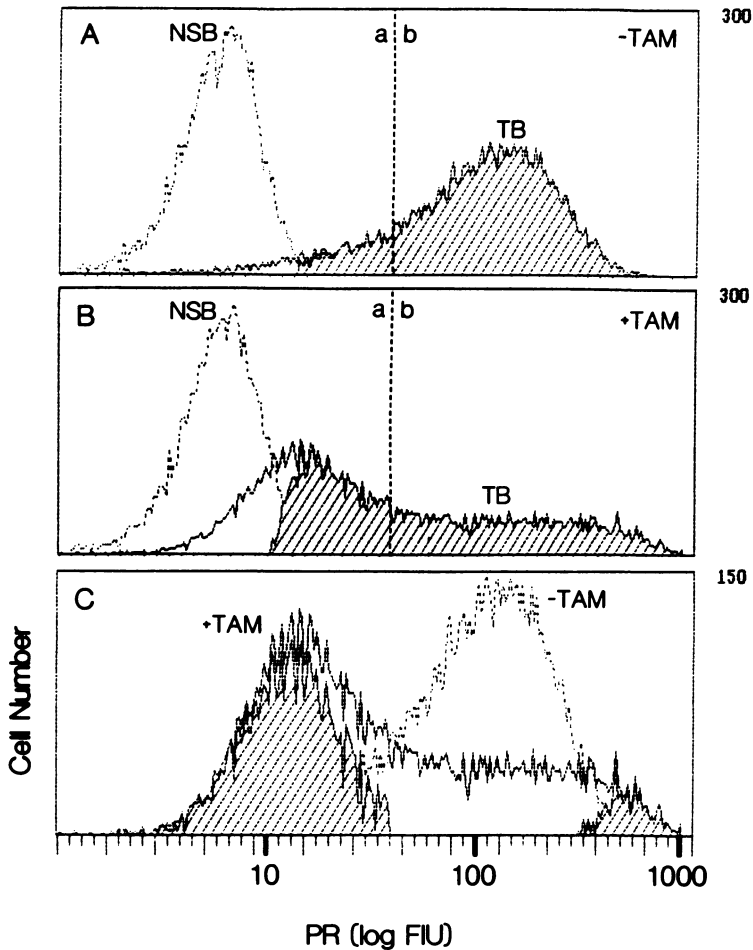 A NSB a b -TAM 300
TB
B NSB a b +TAM 300
TB
C +TAM -TAM 150
Cell Number
10 100 1000
PR (log FIU)